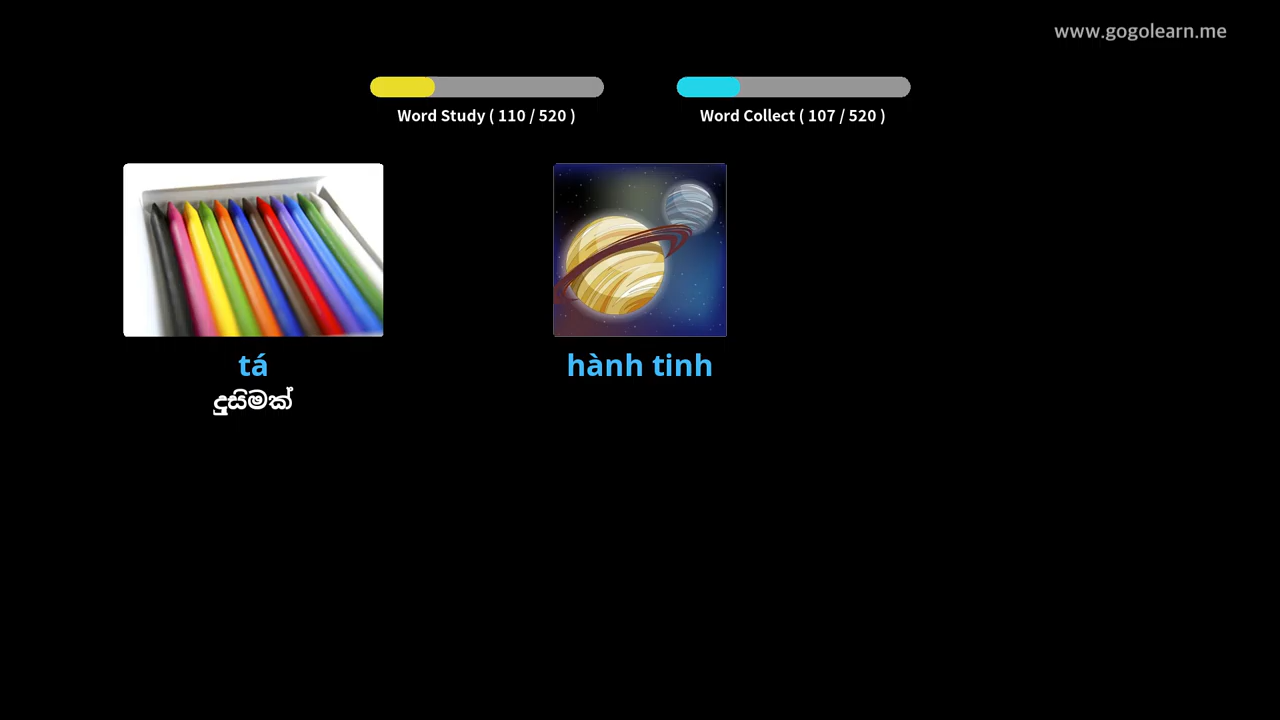 www.gogolearn.me
Word Study ( 110 / 520 )
Word Collect ( 107 / 520 )
tá
දුසිමක්
hành tinh